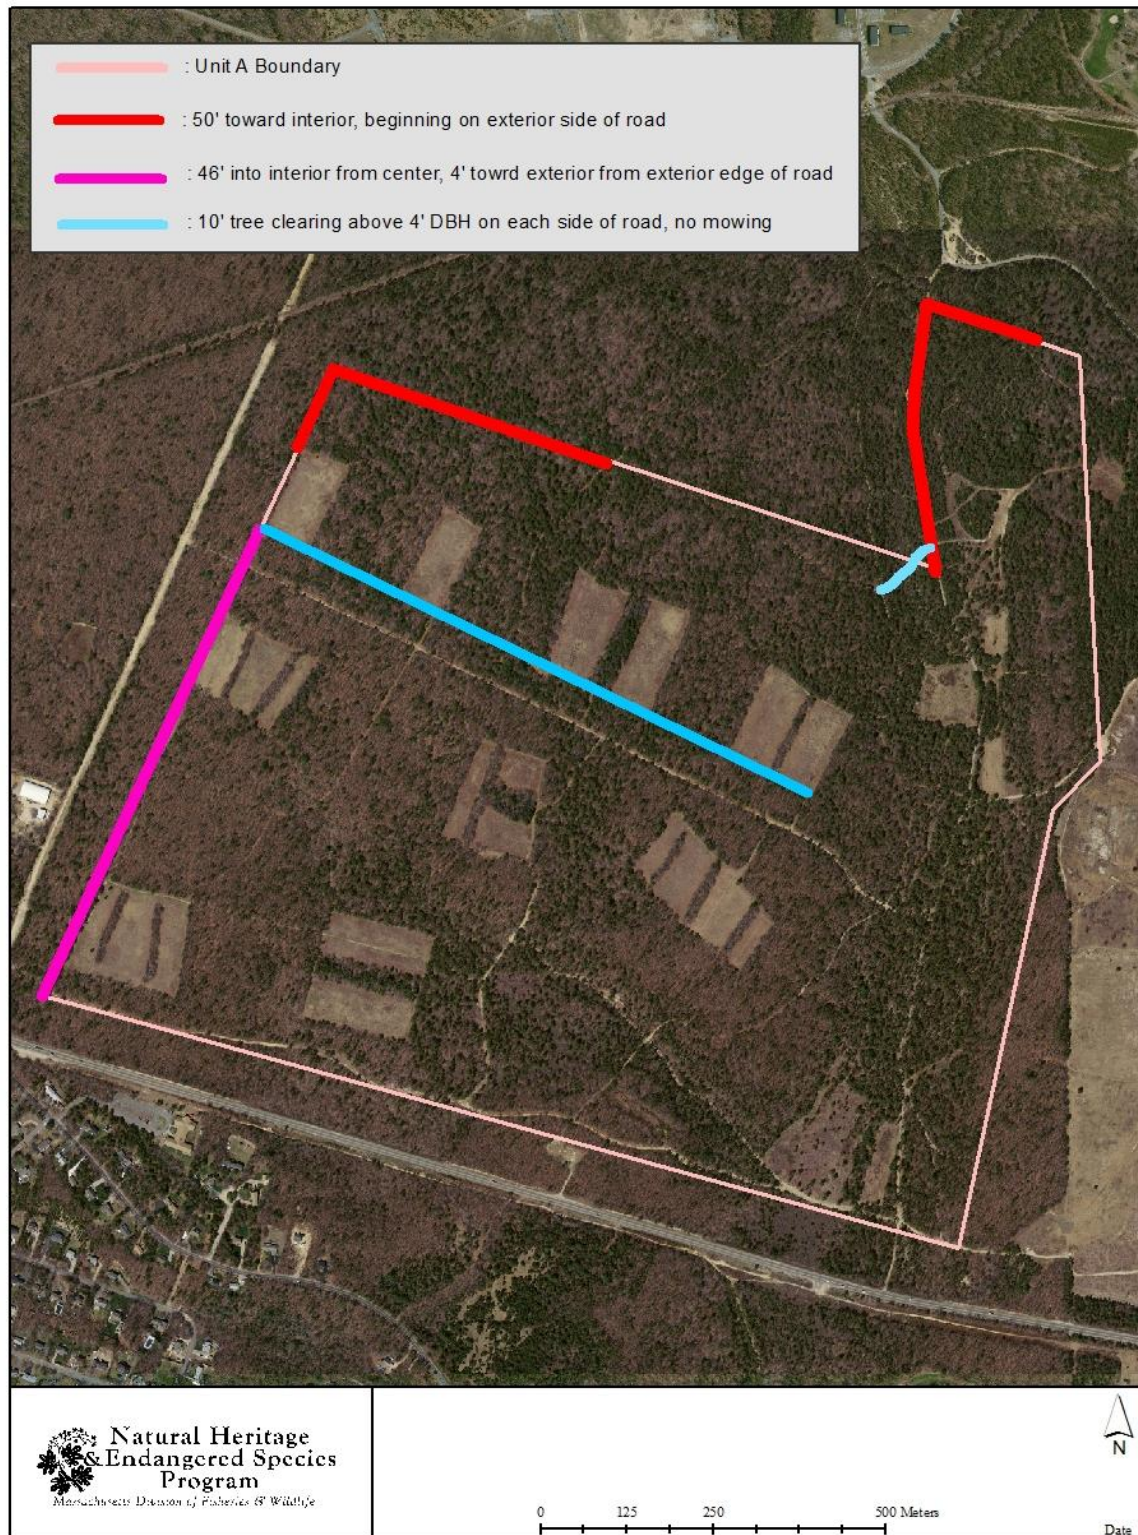 : Unit A Boundary
: 50' toward interior, beginning on exterior side of road
: 46' into interior from center, 4' towrd exterior from exterior edge of road
: 10' tree clearing above 4' DBH on each side of road, no mowing
Natural Heritage
& Endangered Species
Program
Massachusetts Division of Fisheries & Wildlife
N
0 125 250 500 Meters
Date